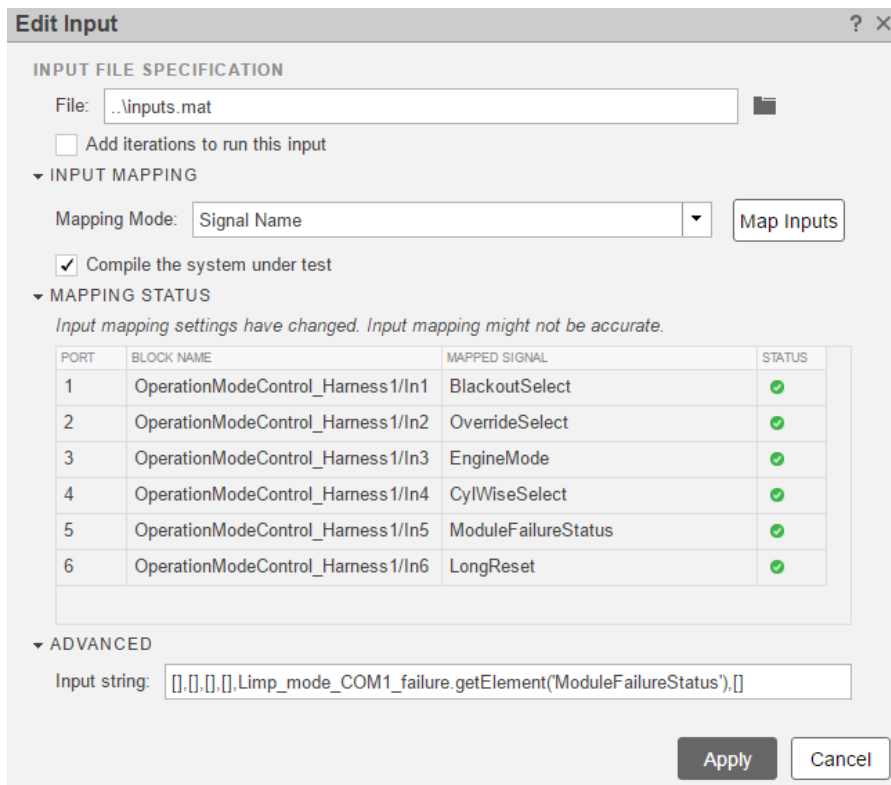 Edit Input ? ×
INPUT FILE SPECIFICATION
File: ..\inputs.mat
Add iterations to run this input
INPUT MAPPING
Mapping Mode: Signal Name Map Inputs
Compile the system under test
MAPPING STATUS
Input mapping settings have changed. Input mapping might not be accurate.
PORT BLOCK NAME MAPPED SIGNAL STATUS
1 OperationModeControl_Harness1/In1 BlackoutSelect
2 OperationModeControl_Harness1/In2 OverrideSelect
3 OperationModeControl_Harness1/In3 EngineMode
4 OperationModeControl_Harness1/In4 CylWiseSelect
5 OperationModeControl_Harness1/In5 ModuleFailureStatus
6 OperationModeControl_Harness1/In6 LongReset
ADVANCED
Input string: [],[],[],[],Limp_mode_COM1_failure.getElement('ModuleFailureStatus'),[]
Apply Cancel